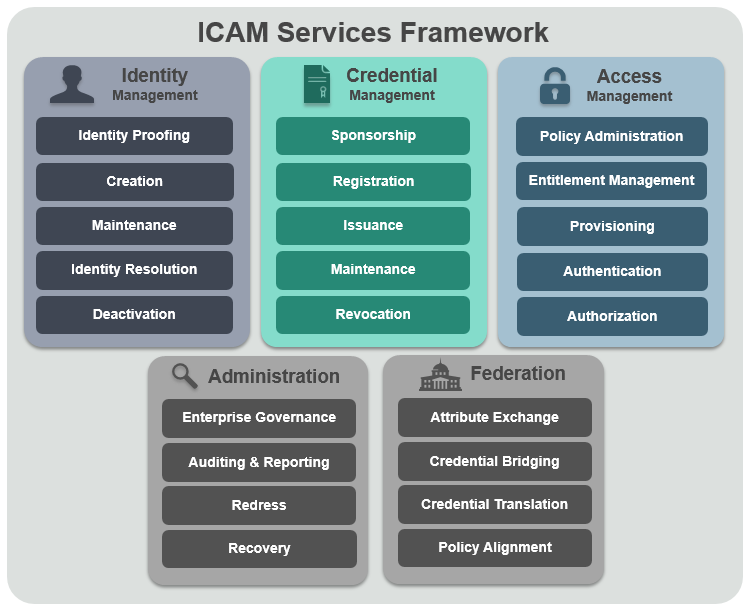 ICAM Services Framework
Identity
Management
Identity Proofing
Creation
Maintenance
Identity Resolution
Deactivation
Credential
Management
Sponsorship
Registration
Issuance
Maintenance
Revocation
Access
Management
Policy Administration
Entitlement Management
Provisioning
Authentication
Authorization
Administration
Enterprise Governance
Auditing & Reporting
Redress
Recovery
Federation
Attribute Exchange
Credential Bridging
Credential Translation
Policy Alignment